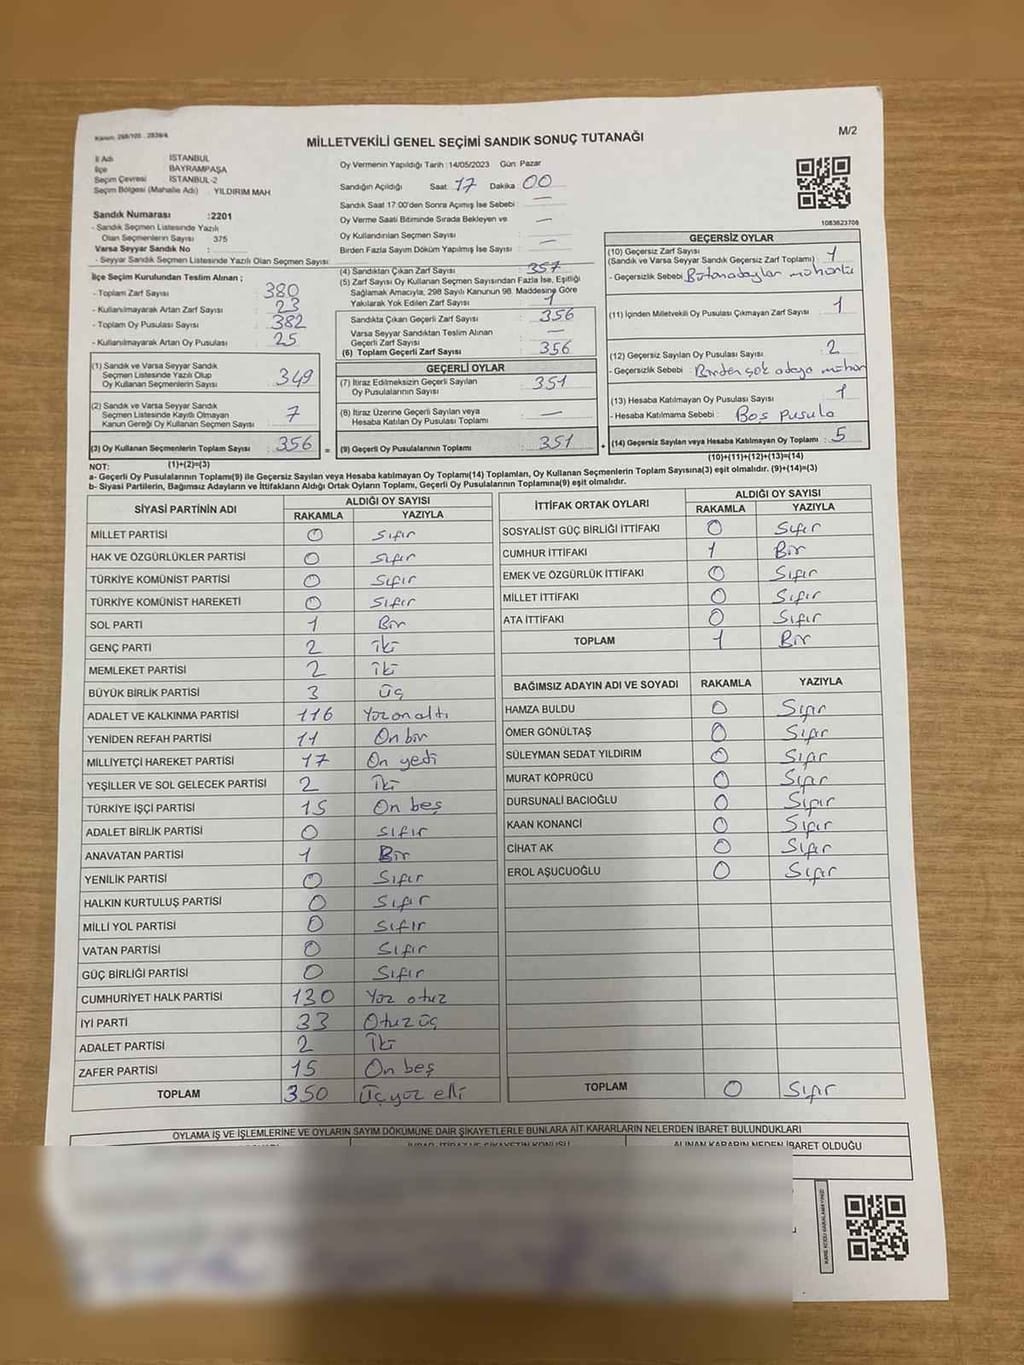 Kanun: 298/105 - 2839/4
MİLLETVEKİLİ GENEL SEÇİMİ SANDIK SONUÇ TUTANAĞI
M/2
İl Adı İSTANBUL
İlçe BAYRAMPAŞA
Seçim Çevresi İSTANBUL-2
Seçim Bölgesi (Mahalle Adı) YILDIRIM MAH
Sandık Numarası :2201
- Sandık Seçmen Listesinde Yazılı
Olan Seçmenlerin Sayısı 375
Varsa Seyyar Sandık No :
- Seyyar Sandık Seçmen Listesinde Yazılı Olan Seçmen Sayısı:
Oy Vermenin Yapıldığı Tarih :14/05/2023 Gün: Pazar
Sandığın Açıldığı Saat: 17 Dakika 00
Sandık Saat 17:00'den Sonra Açımış İse Sebebi :
Oy Verme Saati Bitiminde Sırada Bekleyen ve —
Oy Kullandırılan Seçmen Sayısı : —
Birden Fazla Sayım Döküm Yapılmış İse Sayısı : —
1083623706
İlçe Seçim Kurulundan Teslim Alınan ;
- Toplam Zarf Sayısı : 380
- Kullanılmayarak Artan Zarf Sayısı : 23
- Toplam Oy Pusulası Sayısı : 382
- Kullanılmayarak Artan Oy Pusulası : 25
(4) Sandıktan Çıkan Zarf Sayısı : 357
(5) Zarf Sayısı Oy Kullanan Seçmen Sayısından Fazla İse, Eşitliği
Sağlamak Amacıyla, 298 Sayılı Kanunun 98. Maddesine Göre
Yakılarak Yok Edilen Zarf Sayısı : 1
Sandıkta Çıkan Geçerli Zarf Sayısı : 356
Varsa Seyyar Sandıktan Teslim Alınan
Geçerli Zarf Sayısı : —
(6) Toplam Geçerli Zarf Sayısı : 356
GEÇERSİZ OYLAR
(10) Geçersiz Zarf Sayısı
(Sandık ve Varsa Seyyar Sandık Geçersiz Zarf Toplamı) : 1
- Geçersizlik Sebebi : Bütün adaylar mühürlü
(11) İçinden Milletvekili Oy Pusulası Çıkmayan Zarf Sayısı : 1
(12) Geçersiz Sayılan Oy Pusulası Sayısı : 2
- Geçersizlik Sebebi : Birden çok adaya mühür
(13) Hesaba Katılmayan Oy Pusulası Sayısı : 1
- Hesaba Katılmama Sebebi : Boş pusula
(14) Geçersiz Sayılan veya Hesaba Katılmayan Oy Toplamı : 5
(10)+(11)+(12)+(13)=(14)
(1) Sandık ve Varsa Seyyar Sandık
Seçmen Listesinde Yazılı Olup
Oy Kullanan Seçmenlerin Sayısı : 349
(2) Sandık ve Varsa Seyyar Sandık
Seçmen Listesinde Kayıtlı Olmayan
Kanun Gereği Oy Kullanan Seçmen Sayısı : 7
(3) Oy Kullanan Seçmenlerin Toplam Sayısı : 356 =
(1)+(2)=(3)
GEÇERLİ OYLAR
(7) İtiraz Edilmeksizin Geçerli Sayılan
Oy Pusulalarının Sayısı : 351
(8) İtiraz Üzerine Geçerli Sayılan veya
Hesaba Katılan Oy Pusulası Toplamı : —
(9) Geçerli Oy Pusulalarının Toplamı : 351 +
NOT:
a- Geçerli Oy Pusulalarının Toplamı(9) ile Geçersiz Sayılan veya Hesaba katılmayan Oy Toplamı(14) Toplamları, Oy Kullanan Seçmenlerin Toplam Sayısına(3) eşit olmalıdır. (9)+(14)=(3)
b- Siyasi Partilerin, Bağımsız Adayların ve İttifakların Aldığı Ortak Oyların Toplamı, Geçerli Oy Pusulalarının Toplamına(9) eşit olmalıdır.
SİYASİ PARTİNİN ADI ALDIĞI OY SAYISI
RAKAMLA YAZIYLA
MİLLET PARTİSİ 0 Sıfır
HAK VE ÖZGÜRLÜKLER PARTİSİ 0 Sıfır
TÜRKİYE KOMÜNİST PARTİSİ 0 Sıfır
TÜRKİYE KOMÜNİST HAREKETİ 0 Sıfır
SOL PARTİ 1 Bir
GENÇ PARTİ 2 İki
MEMLEKET PARTİSİ 2 İki
BÜYÜK BİRLİK PARTİSİ 3 Üç
ADALET VE KALKINMA PARTİSİ 116 Yüz on altı
YENİDEN REFAH PARTİSİ 11 On bir
MİLLİYETÇİ HAREKET PARTİSİ 17 On yedi
YEŞİLLER VE SOL GELECEK PARTİSİ 2 İki
TÜRKİYE İŞÇİ PARTİSİ 15 On beş
ADALET BİRLİK PARTİSİ 0 Sıfır
ANAVATAN PARTİSİ 1 Bir
YENİLİK PARTİSİ 0 Sıfır
HALKIN KURTULUŞ PARTİSİ 0 Sıfır
MİLLİ YOL PARTİSİ 0 Sıfır
VATAN PARTİSİ 0 Sıfır
GÜÇ BİRLİĞİ PARTİSİ 0 Sıfır
CUMHURİYET HALK PARTİSİ 130 Yüz otuz
İYİ PARTİ 33 Otuz üç
ADALET PARTİSİ 2 İki
ZAFER PARTİSİ 15 On beş
TOPLAM 350 Üç yüz elli
İTTİFAK ORTAK OYLARI ALDIĞI OY SAYISI
RAKAMLA YAZIYLA
SOSYALİST GÜÇ BİRLİĞİ İTTİFAKI 0 Sıfır
CUMHUR İTTİFAKI 1 Bir
EMEK VE ÖZGÜRLÜK İTTİFAKI 0 Sıfır
MİLLET İTTİFAKI 0 Sıfır
ATA İTTİFAKI 0 Sıfır
TOPLAM 1 Bir
BAĞIMSIZ ADAYIN ADI VE SOYADI RAKAMLA YAZIYLA
HAMZA BULDU 0 Sıfır
ÖMER GÖNÜLTAŞ 0 Sıfır
SÜLEYMAN SEDAT YILDIRIM 0 Sıfır
MURAT KÖPRÜCÜ 0 Sıfır
DURSUNALİ BACIOĞLU 0 Sıfır
KAAN KONANCİ 0 Sıfır
CİHAT AK 0 Sıfır
EROL AŞUCUOĞLU 0 Sıfır
TOPLAM 0 Sıfır
OYLAMA İŞ VE İŞLEMLERİNE VE OYLARIN SAYIM DÖKÜMÜNE DAİR ŞİKAYETLERLE BUNLARA AİT KARARLARIN NELERDEN İBARET BULUNDUKLARI
ALINAN KARARIN NEDEN İBARET OLDUĞU